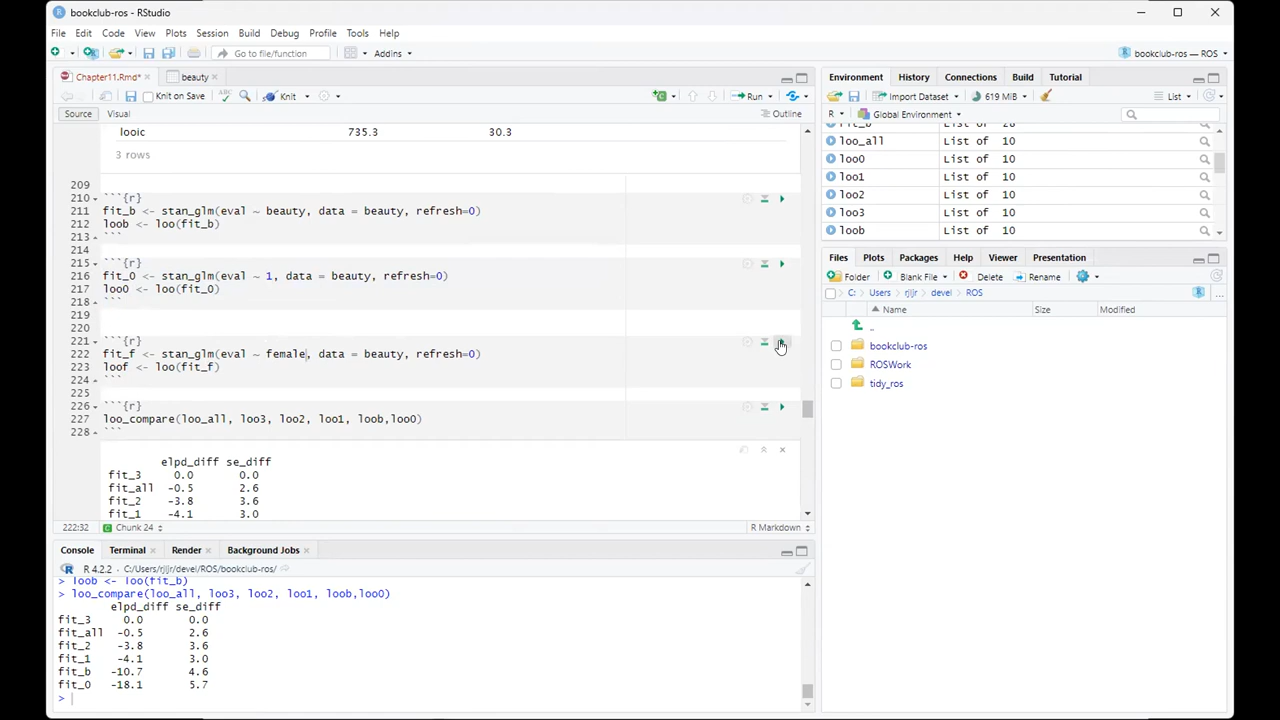 bookclub-ros - RStudio
File Edit Code View Plots Session Build Debug Profile Tools Help
Go to file/function Addins bookclub-ros — ROS
Chapter11.Rmd* beauty
Knit on Save Knit Run
Source Visual Outline
looic 735.3 30.3
3 rows
209
210 ```{r}
211 fit_b <- stan_glm(eval ~ beauty, data = beauty, refresh=0)
212 loob <- loo(fit_b)
213 ```
214
215 ```{r}
216 fit_0 <- stan_glm(eval ~ 1, data = beauty, refresh=0)
217 loo0 <- loo(fit_0)
218 ```
219
220
221 ```{r}
222 fit_f <- stan_glm(eval ~ female, data = beauty, refresh=0)
223 loof <- loo(fit_f)
224 ```
225
226 ```{r}
227 loo_compare(loo_all, loo3, loo2, loo1, loob,loo0)
228 ```
elpd_diff se_diff
fit_3 0.0 0.0
fit_all -0.5 2.6
fit_2 -3.8 3.6
fit_1 -4.1 3.0
222:32 Chunk 24 R Markdown
Console Terminal Render Background Jobs
R 4.2.2 . C:/Users/rjljr/devel/ROS/bookclub-ros/
> loob <- loo(fit_b)
> loo_compare(loo_all, loo3, loo2, loo1, loob,loo0)
elpd_diff se_diff
fit_3 0.0 0.0
fit_all -0.5 2.6
fit_2 -3.8 3.6
fit_1 -4.1 3.0
fit_b -10.7 4.6
fit_0 -18.1 5.7
>
Environment History Connections Build Tutorial
Import Dataset 619 MiB List
R Global Environment
fit_b List of 28
loo_all List of 10
loo0 List of 10
loo1 List of 10
loo2 List of 10
loo3 List of 10
loob List of 10
Files Plots Packages Help Viewer Presentation
Folder Blank File Delete Rename
C: Users rjljr devel ROS ...
Name Size Modified
..
bookclub-ros
ROSWork
tidy_ros